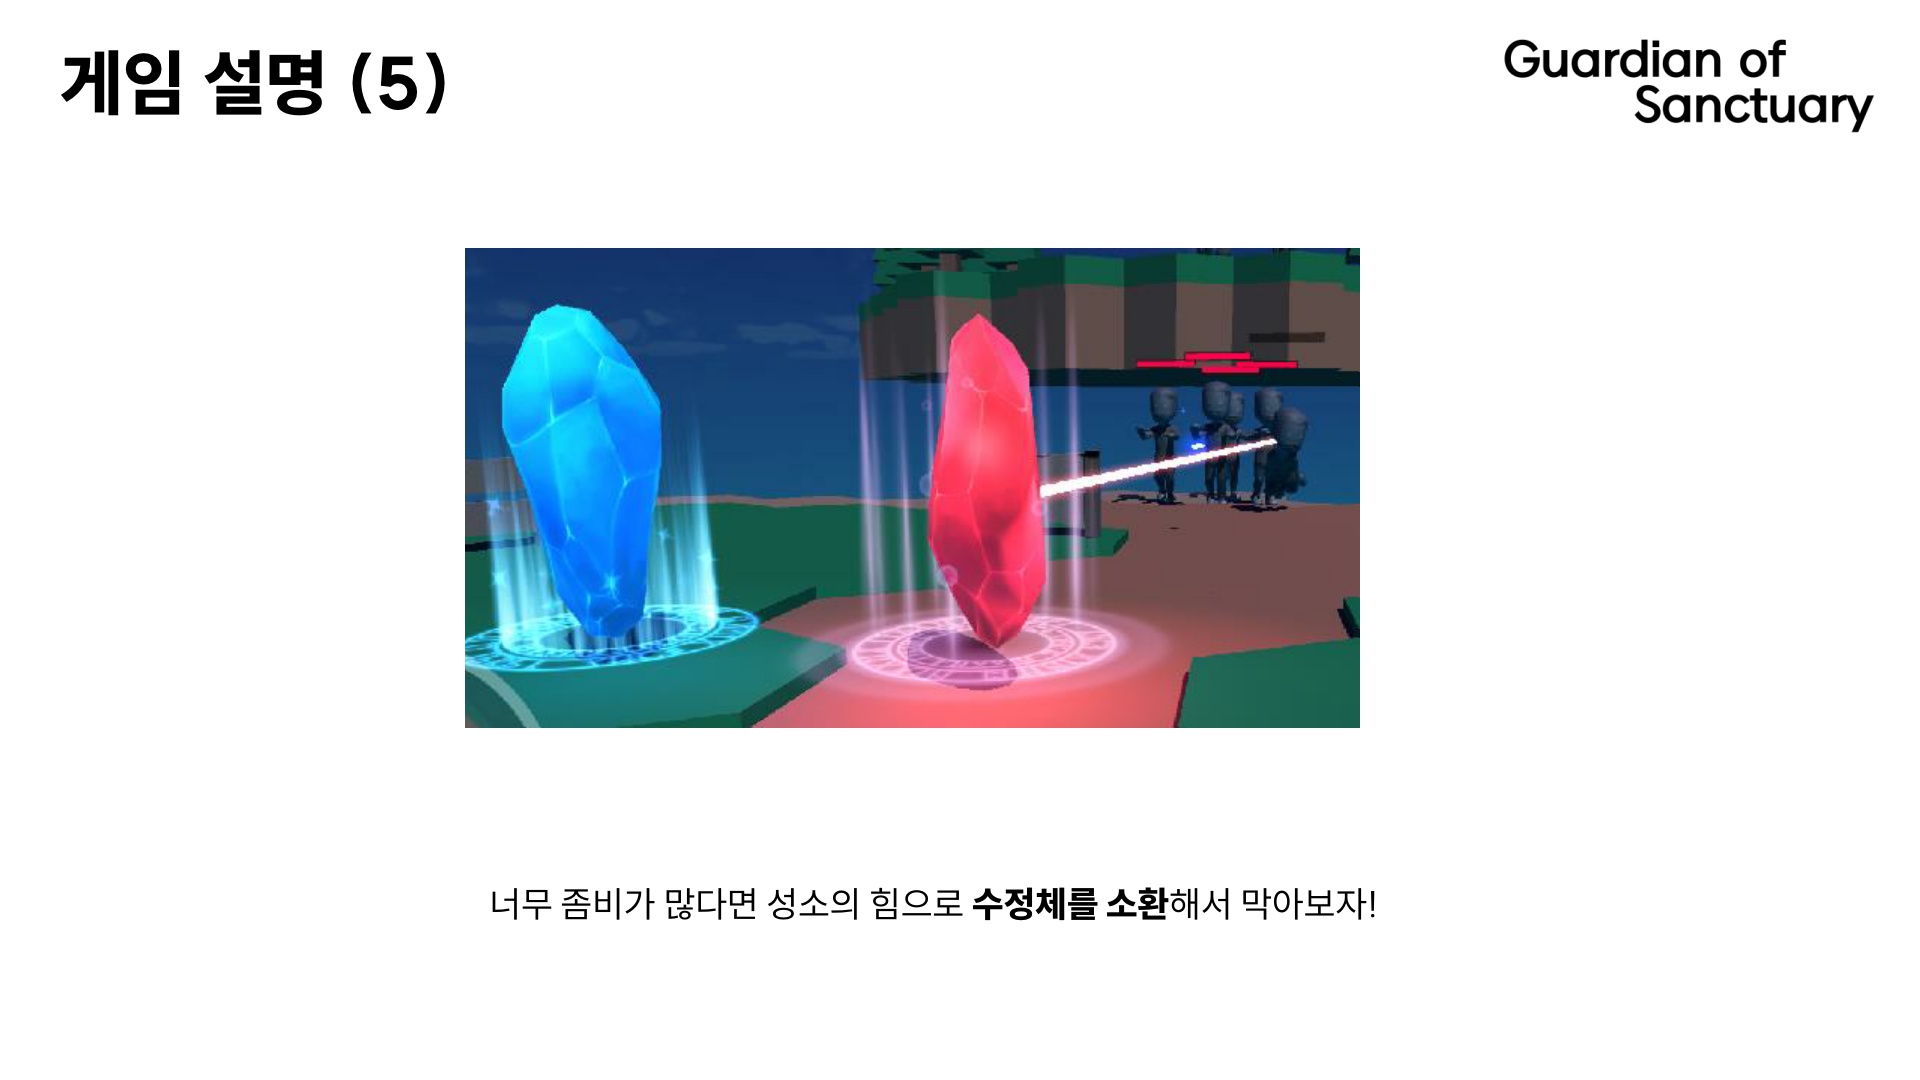 게임 설명 (5)
Guardian of
Sanctuary
너무 좀비가 많다면 성소의 힘으로 수정체를 소환해서 막아보자!